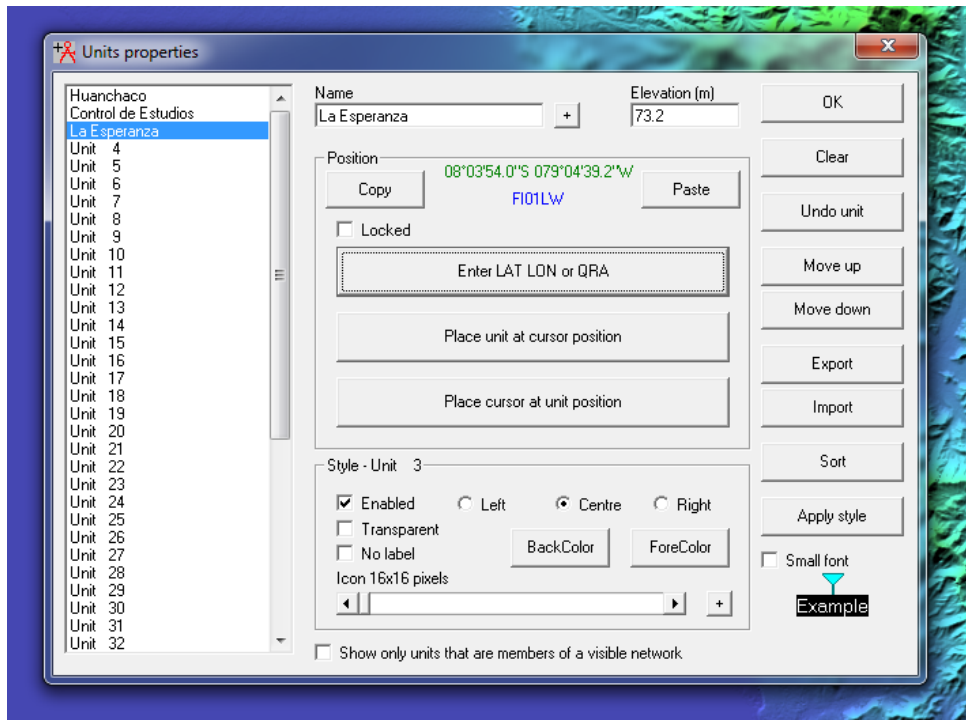 Units properties
Huanchaco
Control de Estudios
La Esperanza
Unit 4
Unit 5
Unit 6
Unit 7
Unit 8
Unit 9
Unit 10
Unit 11
Unit 12
Unit 13
Unit 14
Unit 15
Unit 16
Unit 17
Unit 18
Unit 19
Unit 20
Unit 21
Unit 22
Unit 23
Unit 24
Unit 25
Unit 26
Unit 27
Unit 28
Unit 29
Unit 30
Unit 31
Unit 32
Name
Elevation (m)
La Esperanza
+
73.2
Position
08°03'54.0"S 079°04'39.2"W
Copy
FI01LW
Paste
Locked
Enter LAT LON or QRA
Place unit at cursor position
Place cursor at unit position
Style - Unit 3
Enabled
Left
Centre
Right
Transparent
No label
BackColor
ForeColor
Icon 16x16 pixels
+
Show only units that are members of a visible network
OK
Clear
Undo unit
Move up
Move down
Export
Import
Sort
Apply style
Small font
Example